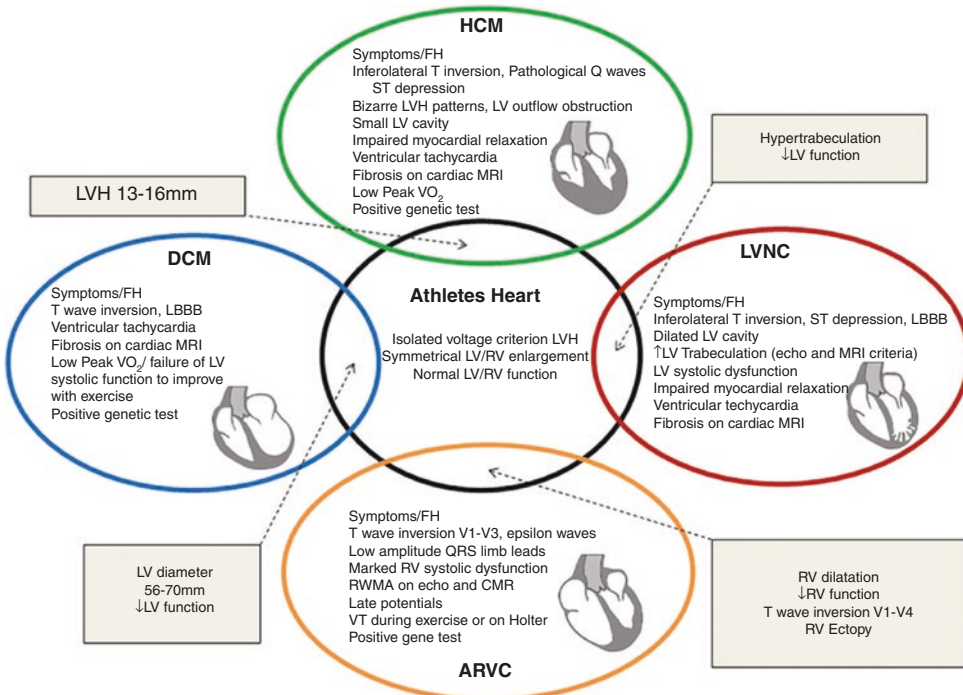 HCM
Symptoms/FH
Inferolateral T inversion, Pathological Q waves
ST depression
Bizarre LVH patterns, LV outflow obstruction
Small LV cavity
Impaired myocardial relaxation
Ventricular tachycardia
Fibrosis on cardiac MRI
Low Peak VO₂
Positive genetic test
LVH 13-16mm
Hypertrabeculation
↓LV function
DCM
Symptoms/FH
T wave inversion, LBBB
Ventricular tachycardia
Fibrosis on cardiac MRI
Low Peak VO₂/ failure of LV
systolic function to improve
with exercise
Positive genetic test
Athletes Heart
Isolated voltage criterion LVH
Symmetrical LV/RV enlargement
Normal LV/RV function
LVNC
Symptoms/FH
Inferolateral T inversion, ST depression, LBBB
Dilated LV cavity
↑LV Trabeculation (echo and MRI criteria)
LV systolic dysfunction
Impaired myocardial relaxation
Ventricular techycardia
Fibrosis on cardiac MRI
LV diameter
56-70mm
↓LV function
Symptoms/FH
T wave inversion V1-V3, epsilon waves
Low amplitude QRS limb leads
Marked RV systolic dysfunction
RWMA on echo and CMR
Late potentials
VT during exercise or on Holter
Positive gene test
ARVC
RV dilatation
↓RV function
T wave inversion V1-V4
RV Ectopy